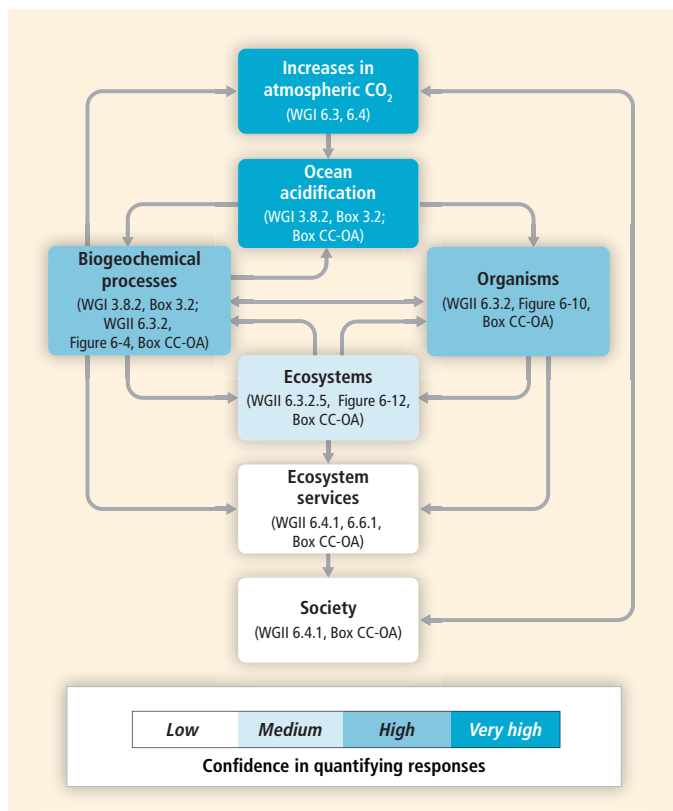 Increases in
atmospheric CO₂
(WGI 6.3, 6.4)
Ocean
acidification
(WGI 3.8.2, Box 3.2;
Box CC-OA)
Biogeochemical
processes
(WGI 3.8.2, Box 3.2;
WGII 6.3.2,
Figure 6-4, Box CC-OA)
Organisms
(WGII 6.3.2, Figure 6-10,
Box CC-OA)
Ecosystems
(WGII 6.3.2.5, Figure 6-12,
Box CC-OA)
Ecosystem
services
(WGII 6.4.1, 6.6.1,
Box CC-OA)
Society
(WGII 6.4.1, Box CC-OA)
Low Medium High Very high
Confidence in quantifying responses